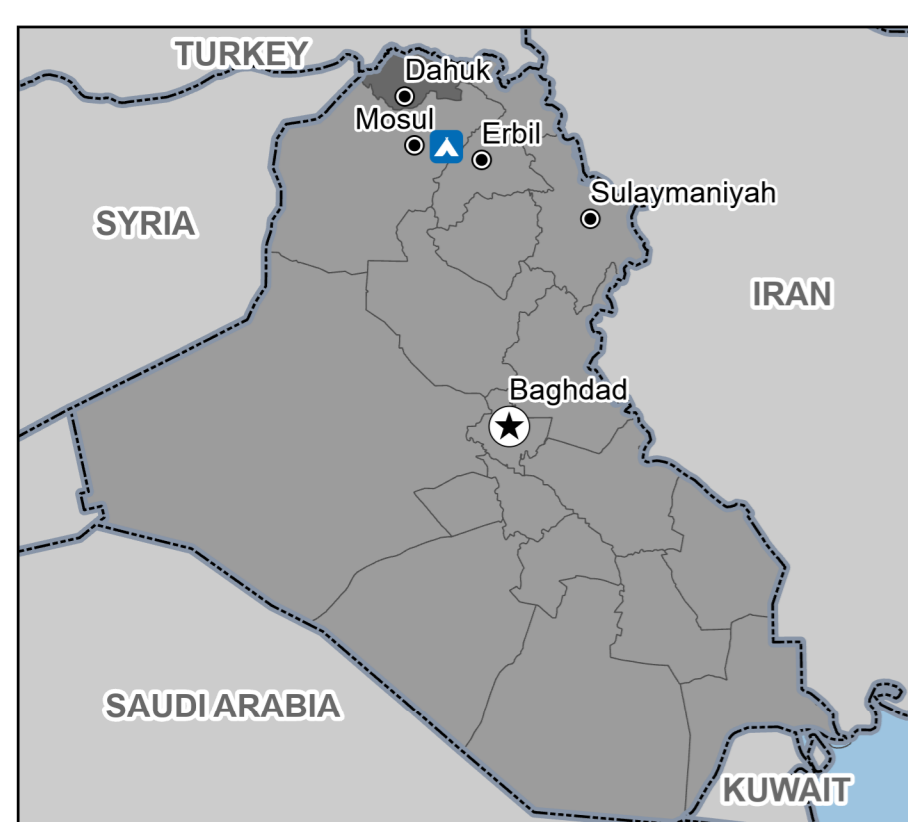 TURKEY
Dahuk
Mosul
Erbil
Sulaymaniyah
SYRIA
IRAN
Baghdad
SAUDI ARABIA
KUWAIT